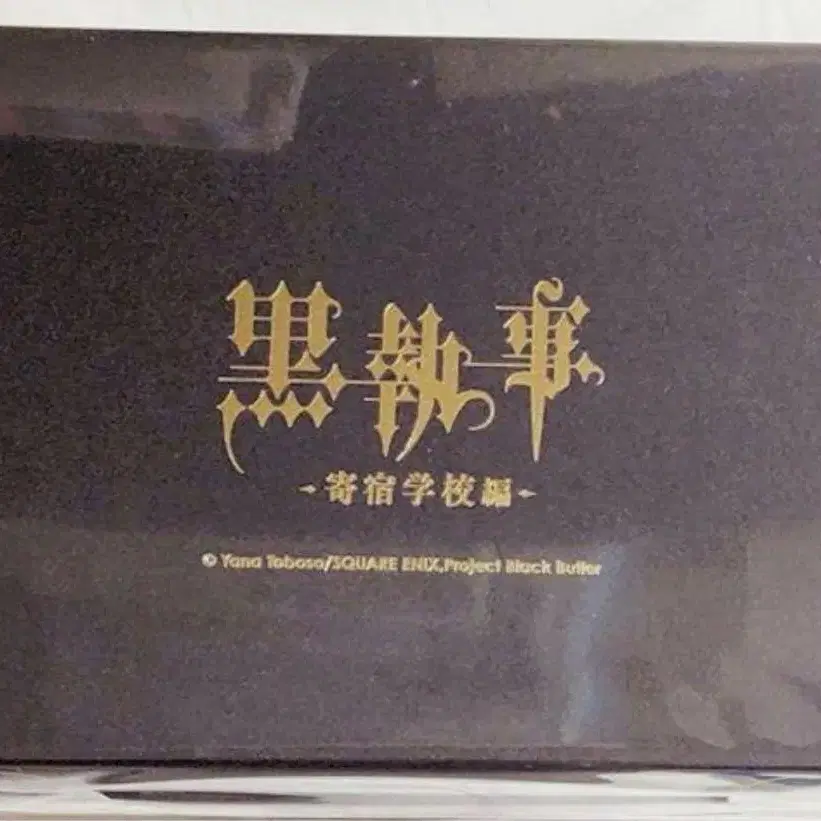 黒執事
-寄宿学校編-
© Yana Toboso/SQUARE ENIX,Project Black Butler